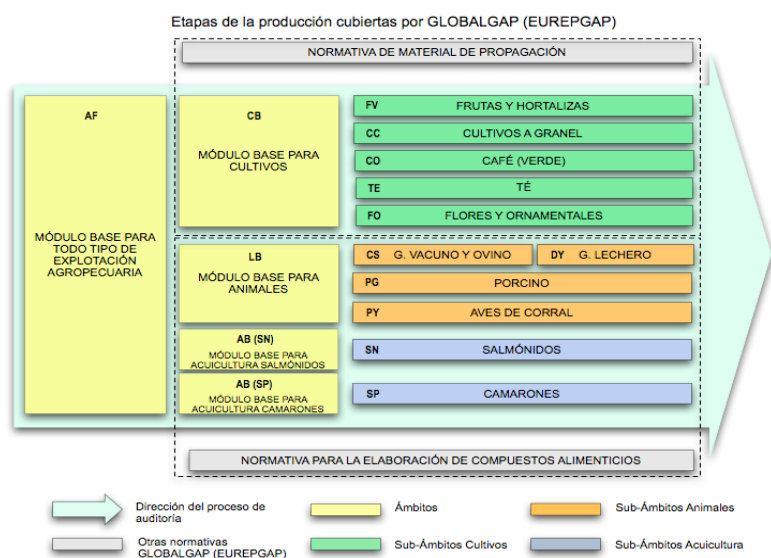 Etapas de la producción cubiertas por GLOBALGAP (EUREPGAP)
NORMATIVA DE MATERIAL DE PROPAGACIÓN
AF
MÓDULO BASE PARA
TODO TIPO DE
EXPLOTACIÓN
AGROPECUARIA
CB
MÓDULO BASE PARA
CULTIVOS
FV FRUTAS Y HORTALIZAS
CC CULTIVOS A GRANEL
CO CAFÉ (VERDE)
TE TÉ
FO FLORES Y ORNAMENTALES
LB
MÓDULO BASE PARA
ANIMALES
CS G. VACUNO Y OVINO
DY G. LECHERO
PG PORCINO
PY AVES DE CORRAL
AB (SN)
MÓDULO BASE PARA
ACUICULTURA SALMÓNIDOS
SN SALMÓNIDOS
AB (SP)
MÓDULO BASE PARA
ACUICULTURA CAMARONES
SP CAMARONES
NORMATIVA PARA LA ELABORACIÓN DE COMPUESTOS ALIMENTICIOS
Dirección del proceso de
auditoría
Ámbitos
Sub-Ámbitos Animales
Otras normativas
GLOBALGAP (EUREPGAP)
Sub-Ámbitos Cultivos
Sub-Ámbitos Acuicultura